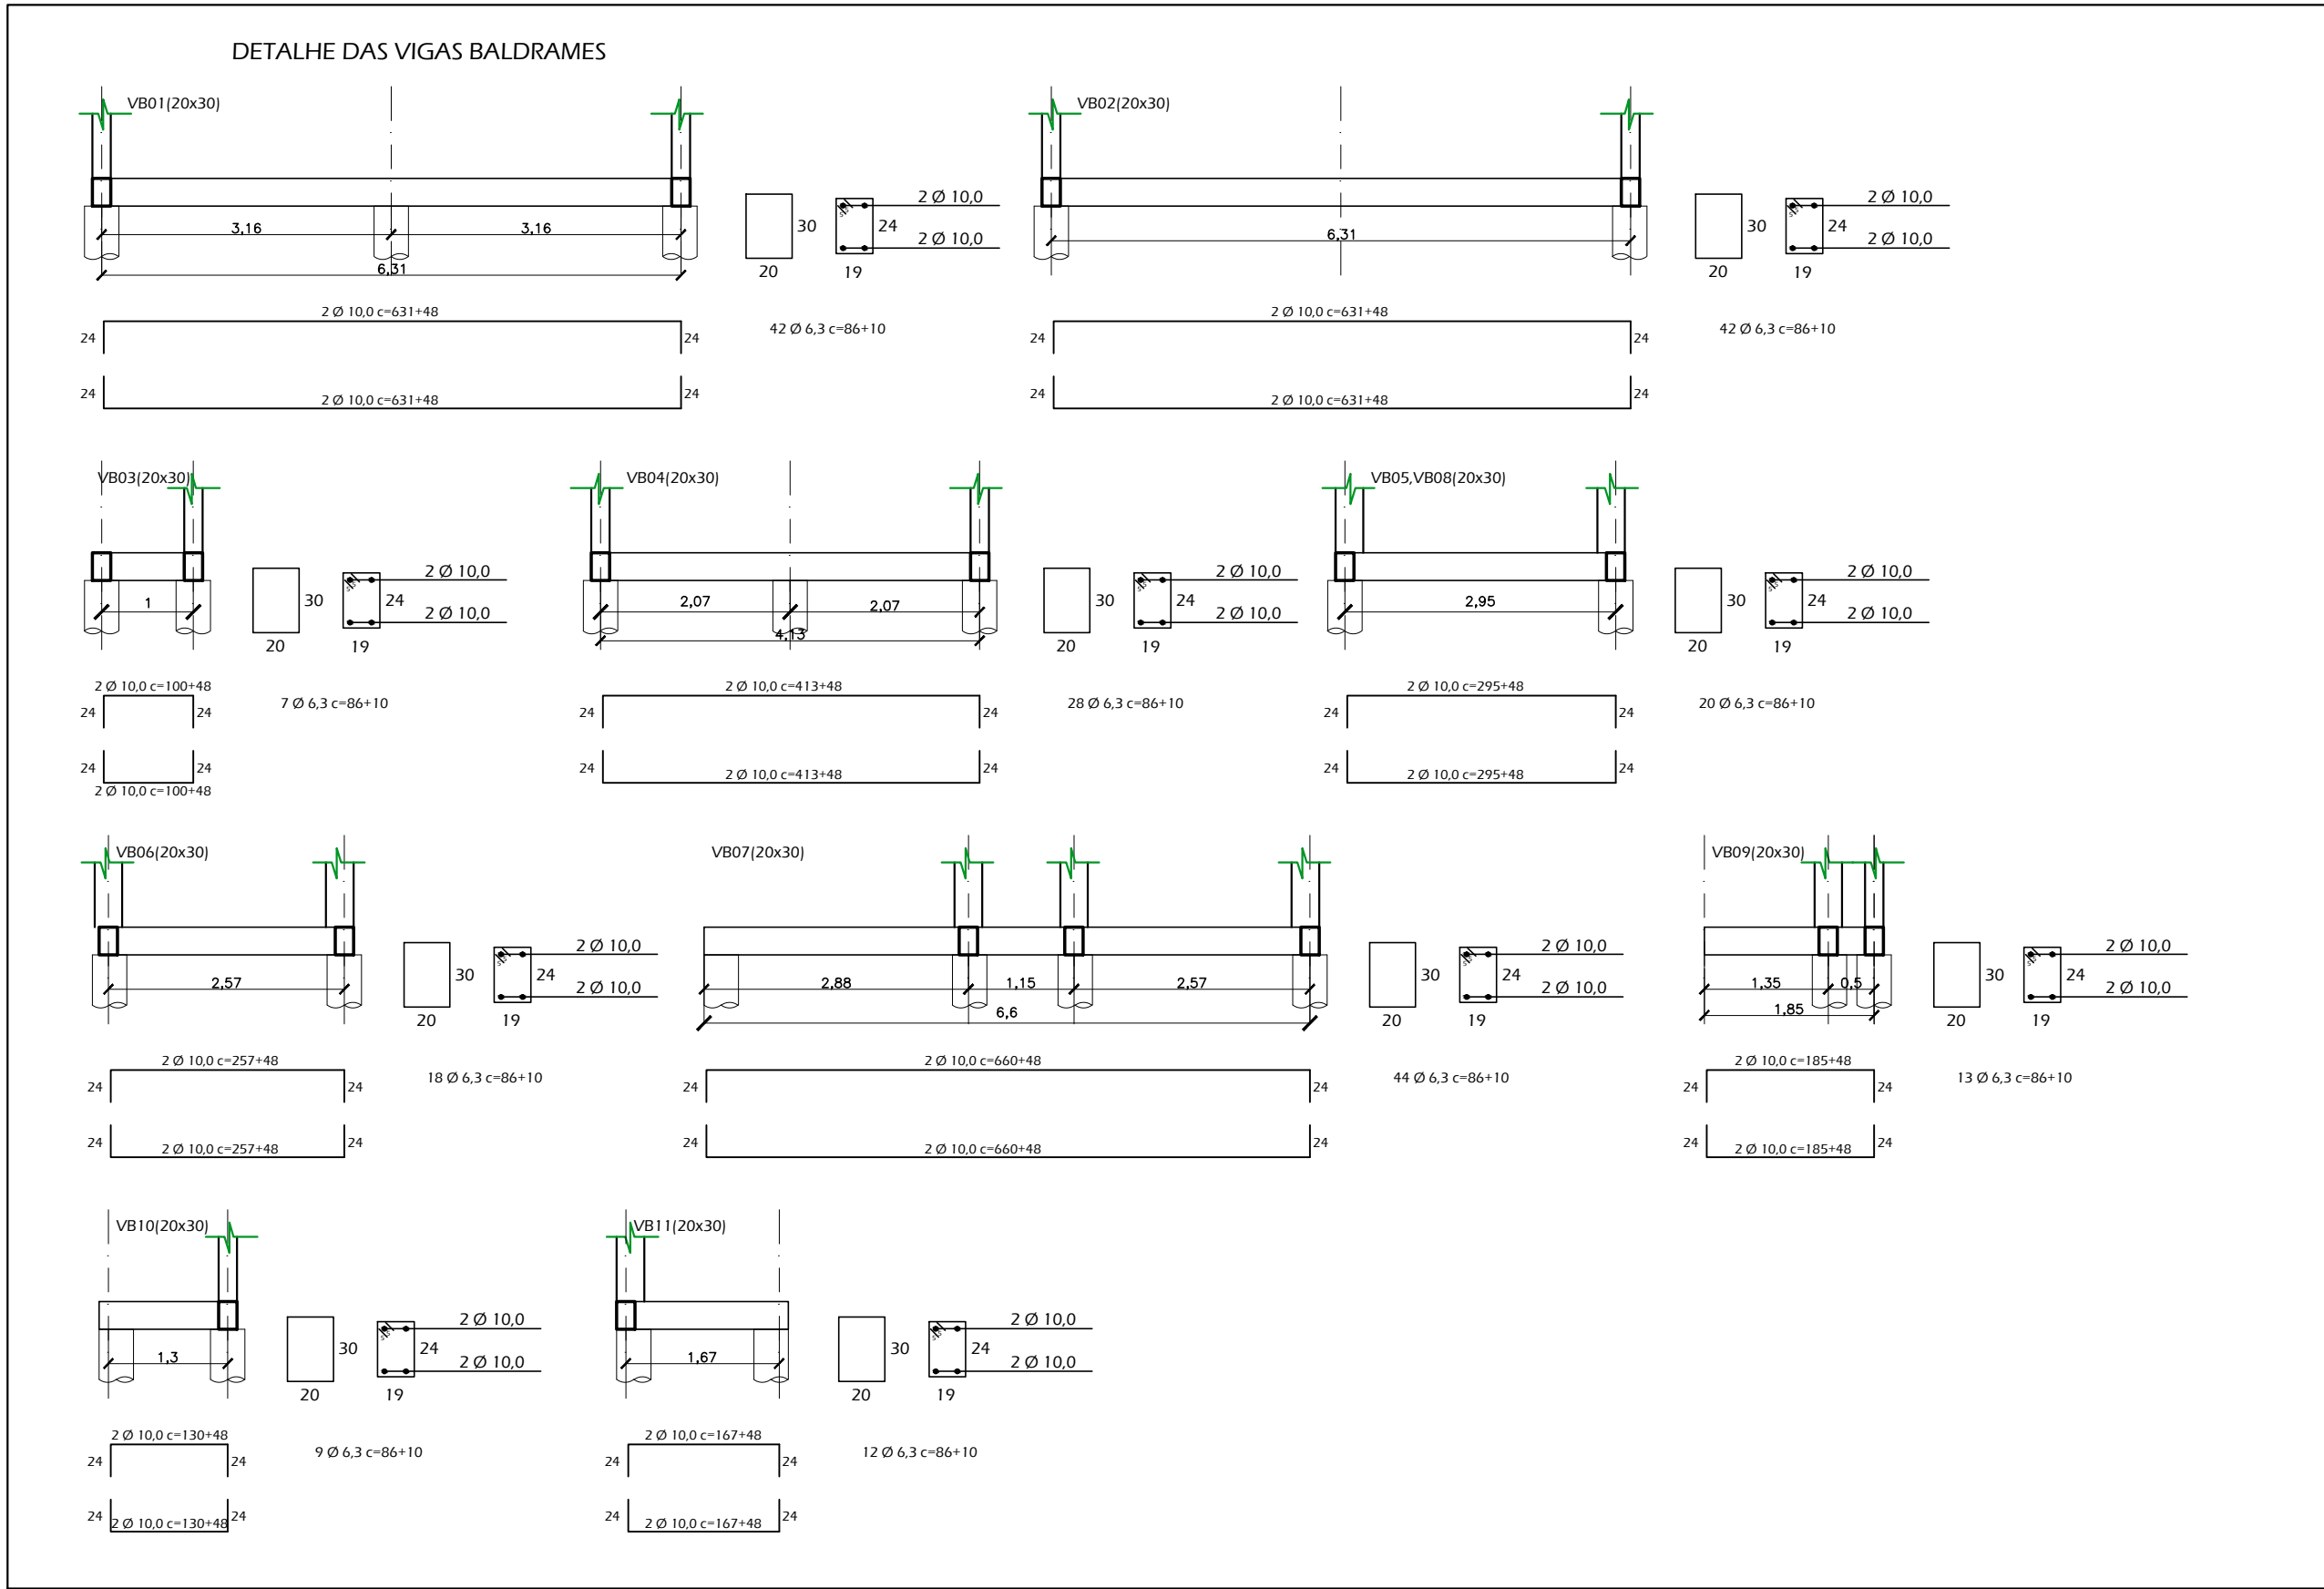 DETALHE DAS VIGAS BALDRAMES
VB01(20x30)
3,16
3,16
6,31
30
20
24
19
2 Ø 10,0
2 Ø 10,0
2 Ø 10,0 c=631+48
24
24
42 Ø 6,3 c=86+10
24
24
2 Ø 10,0 c=631+48
VB02(20x30)
6,31
30
20
24
19
2 Ø 10,0
2 Ø 10,0
2 Ø 10,0 c=631+48
24
24
42 Ø 6,3 c=86+10
24
24
2 Ø 10,0 c=631+48
VB03(20x30)
1
30
20
24
19
2 Ø 10,0
2 Ø 10,0
2 Ø 10,0 c=100+48
24
24
7 Ø 6,3 c=86+10
24
24
2 Ø 10,0 c=100+48
VB04(20x30)
2,07
2,07
4,13
30
20
24
19
2 Ø 10,0
2 Ø 10,0
2 Ø 10,0 c=413+48
24
24
28 Ø 6,3 c=86+10
24
24
2 Ø 10,0 c=413+48
VB05,VB08(20x30)
2,95
30
20
24
19
2 Ø 10,0
2 Ø 10,0
2 Ø 10,0 c=295+48
24
24
20 Ø 6,3 c=86+10
24
24
2 Ø 10,0 c=295+48
VB06(20x30)
2,57
30
20
24
19
2 Ø 10,0
2 Ø 10,0
2 Ø 10,0 c=257+48
24
24
18 Ø 6,3 c=86+10
24
24
2 Ø 10,0 c=257+48
VB07(20x30)
2,88
1,15
2,57
6,6
30
20
24
19
2 Ø 10,0
2 Ø 10,0
2 Ø 10,0 c=660+48
24
24
44 Ø 6,3 c=86+10
24
24
2 Ø 10,0 c=660+48
VB09(20x30)
1,35
0,5
1,85
30
20
24
19
2 Ø 10,0
2 Ø 10,0
2 Ø 10,0 c=185+48
24
24
13 Ø 6,3 c=86+10
24
24
2 Ø 10,0 c=185+48
VB10(20x30)
1,3
30
20
24
19
2 Ø 10,0
2 Ø 10,0
2 Ø 10,0 c=130+48
24
24
9 Ø 6,3 c=86+10
24
24
2 Ø 10,0 c=130+48
VB11(20x30)
1,67
30
20
24
19
2 Ø 10,0
2 Ø 10,0
2 Ø 10,0 c=167+48
24
24
12 Ø 6,3 c=86+10
24
24
2 Ø 10,0 c=167+48